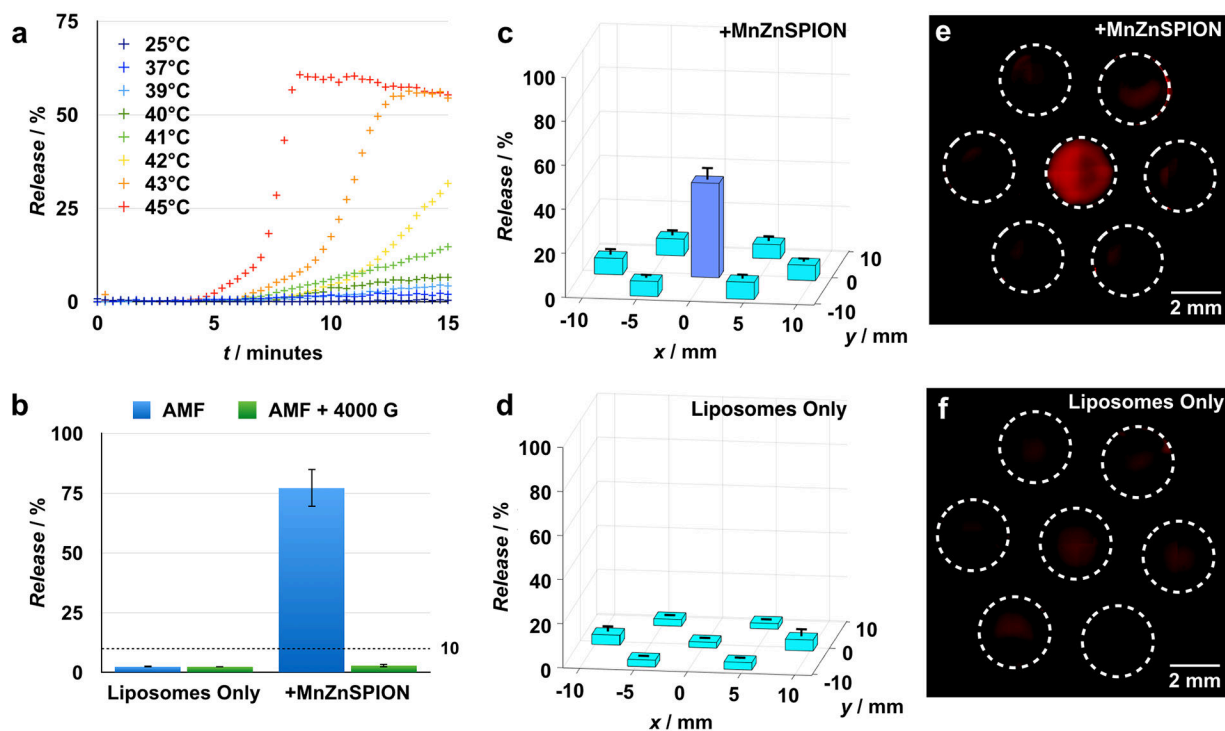 a
75
50
25
0
Release / %
25°C
37°C
39°C
40°C
41°C
42°C
43°C
45°C
0 5 10 15
t / minutes
b
AMF AMF + 4000 G
100
75
50
25
0
Release / %
10
Liposomes Only +MnZnSPION
c
+MnZnSPION
100
80
60
40
20
0
Release / %
-10 -5 0 5 10
x / mm
10
0
-10
y / mm
d
Liposomes Only
100
80
60
40
20
0
Release / %
-10 -5 0 5 10
x / mm
10
0
-10
y / mm
e
+MnZnSPION
2 mm
f
Liposomes Only
2 mm